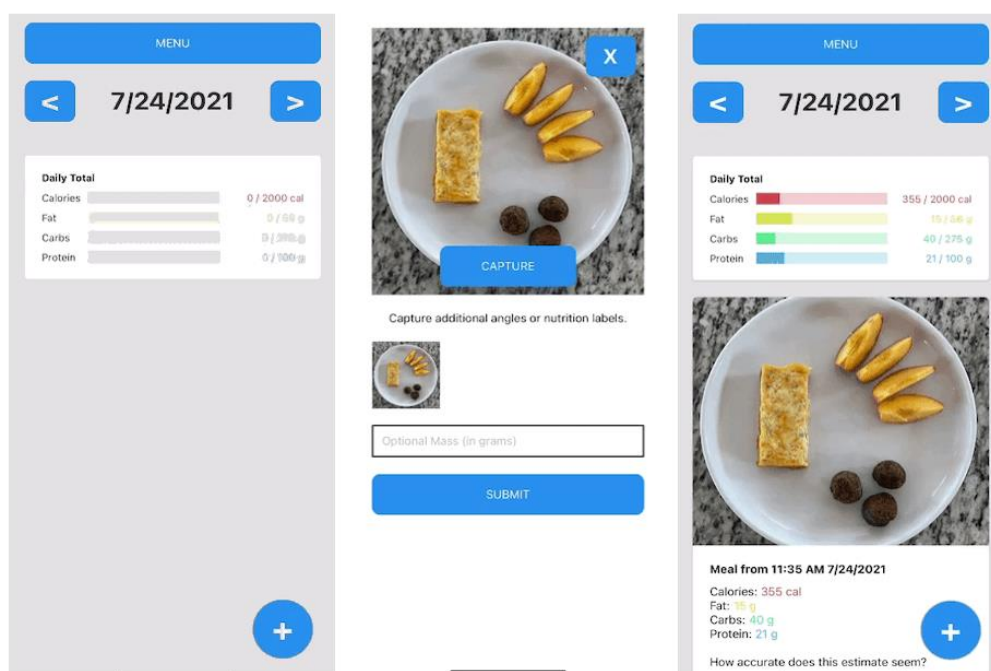 MENU
<
7/24/2021
>
Daily Total
Calories 0 / 2000 cal
Fat
Carbs
Protein 0 / 100 g
+
X
CAPTURE
Capture additional angles or nutrition labels.
Optional Mass (in grams)
SUBMIT
MENU
<
7/24/2021
>
Daily Total
Calories 355 / 2000 cal
Fat
Carbs 40 / 275 g
Protein 21 / 100 g
Meal from 11:35 AM 7/24/2021
Calories: 355 cal
Fat: 15 g
Carbs: 40 g
Protein: 21 g
How accurate does this estimate seem?
+